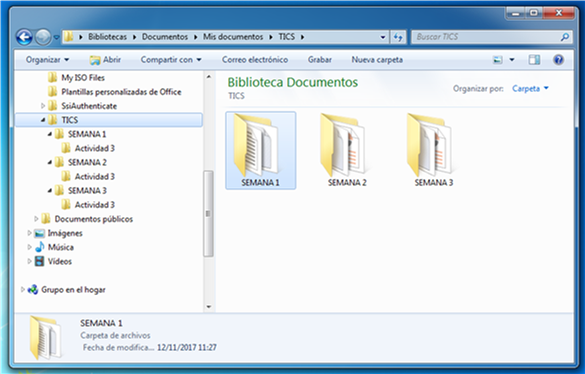 Bibliotecas ▸ Documentos ▸ Mis documentos ▸ TICS ▸
Buscar TICS
Organizar Abrir Compartir con Correo electrónico Grabar Nueva carpeta
My ISO Files
Plantillas personalizadas de Office
SsiAuthenticate
TICS
SEMANA 1
Actividad 3
SEMANA 2
Actividad 3
SEMANA 3
Actividad 3
Documentos públicos
Imágenes
Música
Vídeos
Grupo en el hogar
Biblioteca Documentos
TICS
Organizar por: Carpeta
SEMANA 1
SEMANA 2
SEMANA 3
SEMANA 1
Carpeta de archivos
Fecha de modifica... 12/11/2017 11:27